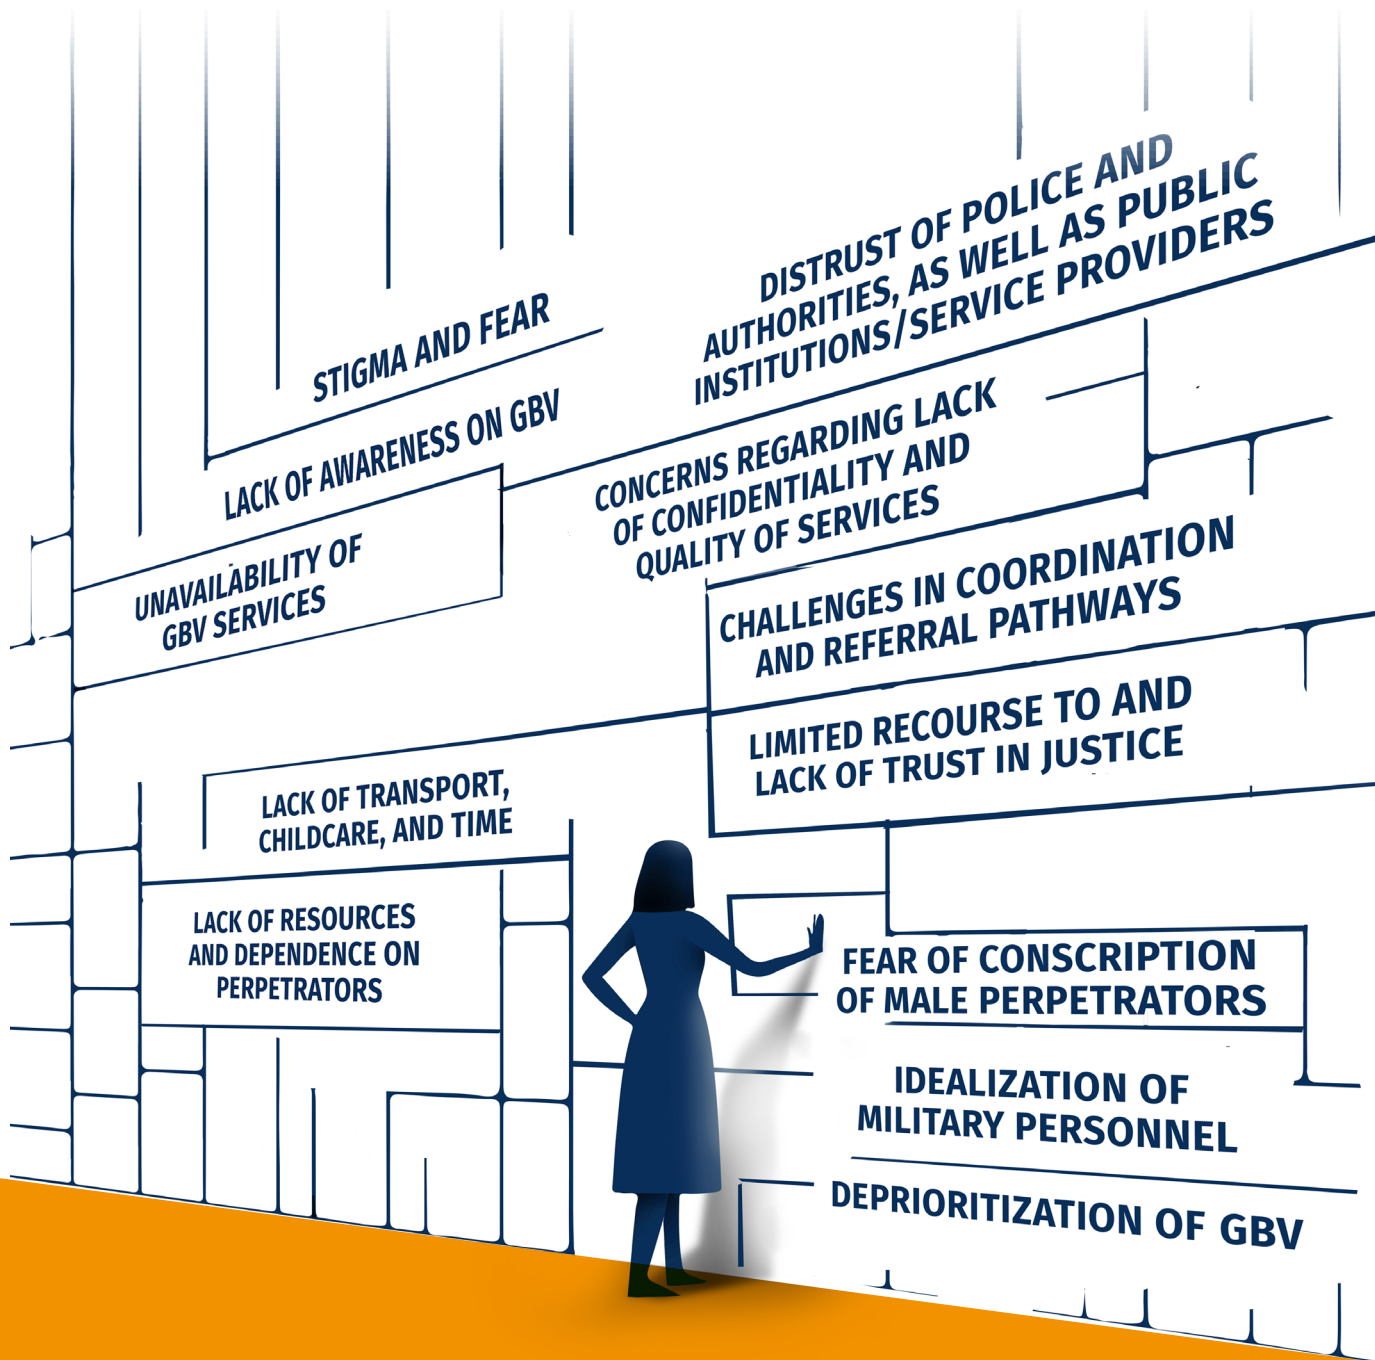 STIGMA AND FEAR
LACK OF AWARENESS ON GBV
UNAVAILABILITY OF
GBV SERVICES
DISTRUST OF POLICE AND
AUTHORITIES, AS WELL AS PUBLIC
INSTITUTIONS/SERVICE PROVIDERS
CONCERNS REGARDING LACK
OF CONFIDENTIALITY AND
QUALITY OF SERVICES
CHALLENGES IN COORDINATION
AND REFERRAL PATHWAYS
LIMITED RECOURSE TO AND
LACK OF TRUST IN JUSTICE
LACK OF TRANSPORT,
CHILDCARE, AND TIME
LACK OF RESOURCES
AND DEPENDENCE ON
PERPETRATORS
FEAR OF CONSCRIPTION
OF MALE PERPETRATORS
IDEALIZATION OF
MILITARY PERSONNEL
DEPRIORITIZATION OF GBV